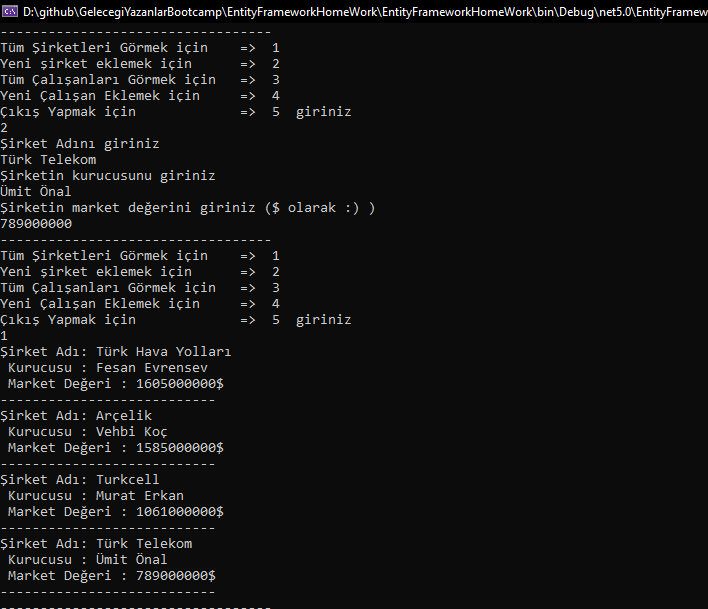 D:\github\GelecegiYazanlarBootcamp\EntityFrameworkHomeWork\EntityFrameworkHomeWork\bin\Debug\net5.0\EntityFramew
----------------------------------
Tüm Şirketleri Görmek için    =>  1
Yeni şirket eklemek için      =>  2
Tüm Çalışanları Görmek için   =>  3
Yeni Çalışan Eklemek için     =>  4
Çıkış Yapmak için             =>  5  giriniz
2
Şirket Adını giriniz
Türk Telekom
Şirketin kurucusunu giriniz
Ümit Önal
Şirketin market değerini giriniz ($ olarak :) )
789000000
----------------------------------
Tüm Şirketleri Görmek için    =>  1
Yeni şirket eklemek için      =>  2
Tüm Çalışanları Görmek için   =>  3
Yeni Çalışan Eklemek için     =>  4
Çıkış Yapmak için             =>  5  giriniz
1
Şirket Adı: Türk Hava Yolları
 Kurucusu : Fesan Evrensev
 Market Değeri : 1605000000$
---------------------------
Şirket Adı: Arçelik
 Kurucusu : Vehbi Koç
 Market Değeri : 1585000000$
---------------------------
Şirket Adı: Turkcell
 Kurucusu : Murat Erkan
 Market Değeri : 1061000000$
---------------------------
Şirket Adı: Türk Telekom
 Kurucusu : Ümit Önal
 Market Değeri : 789000000$
---------------------------
----------------------------------